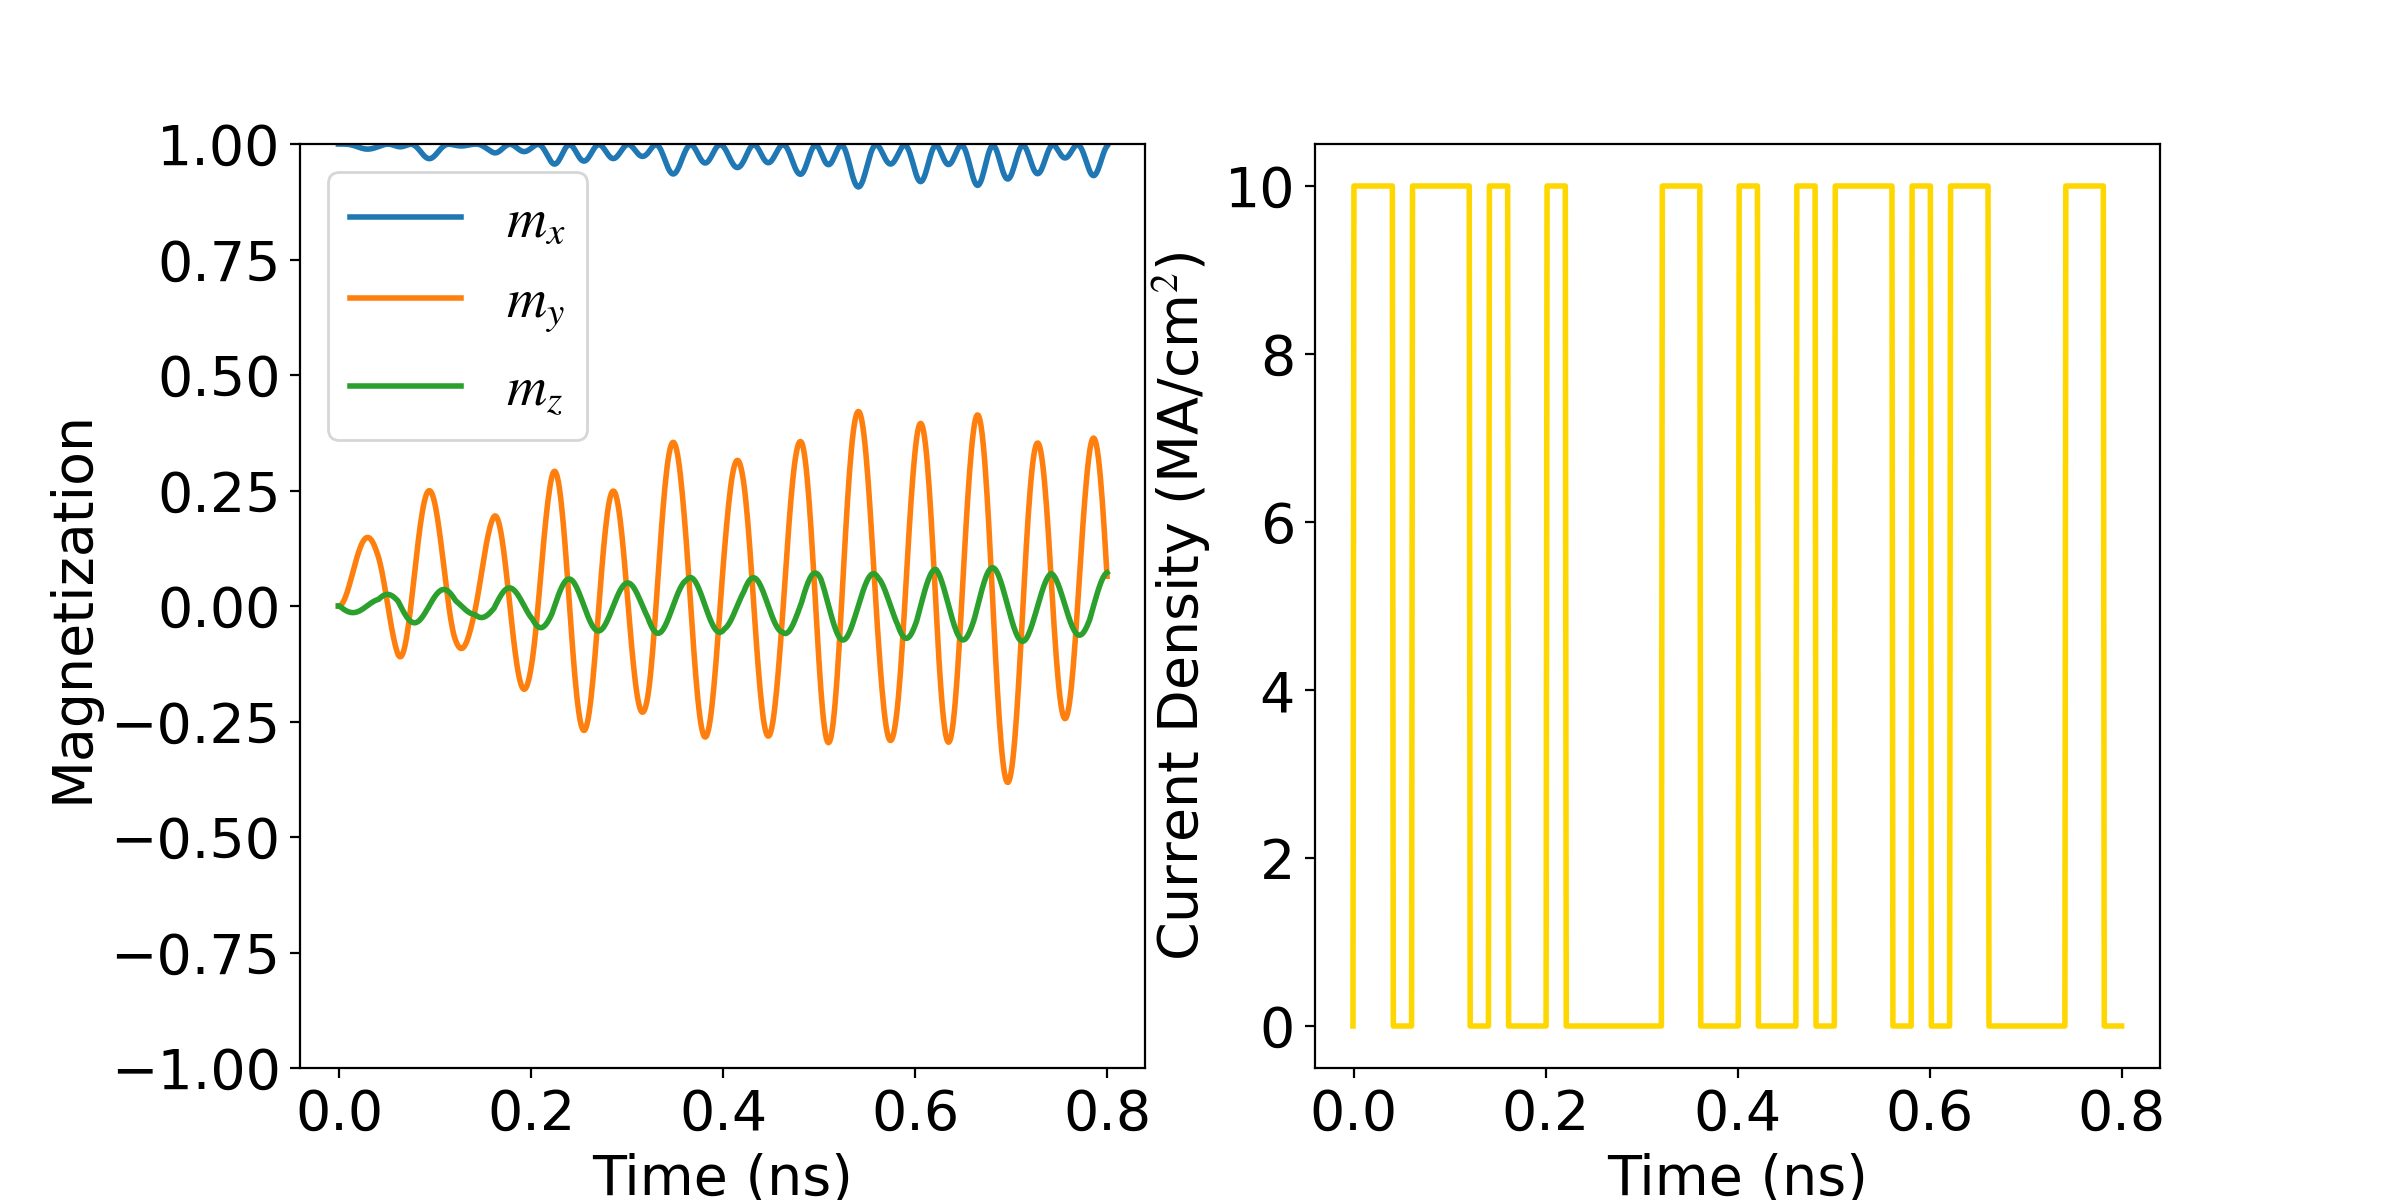 Magnetization
1.00
0.75
0.50
0.25
0.00
−0.25
−0.50
−0.75
−1.00
m_x
m_y
m_z
0.0 0.2 0.4 0.6 0.8
Time (ns)
Current Density (MA/cm²)
10
8
6
4
2
0
0.0 0.2 0.4 0.6 0.8
Time (ns)